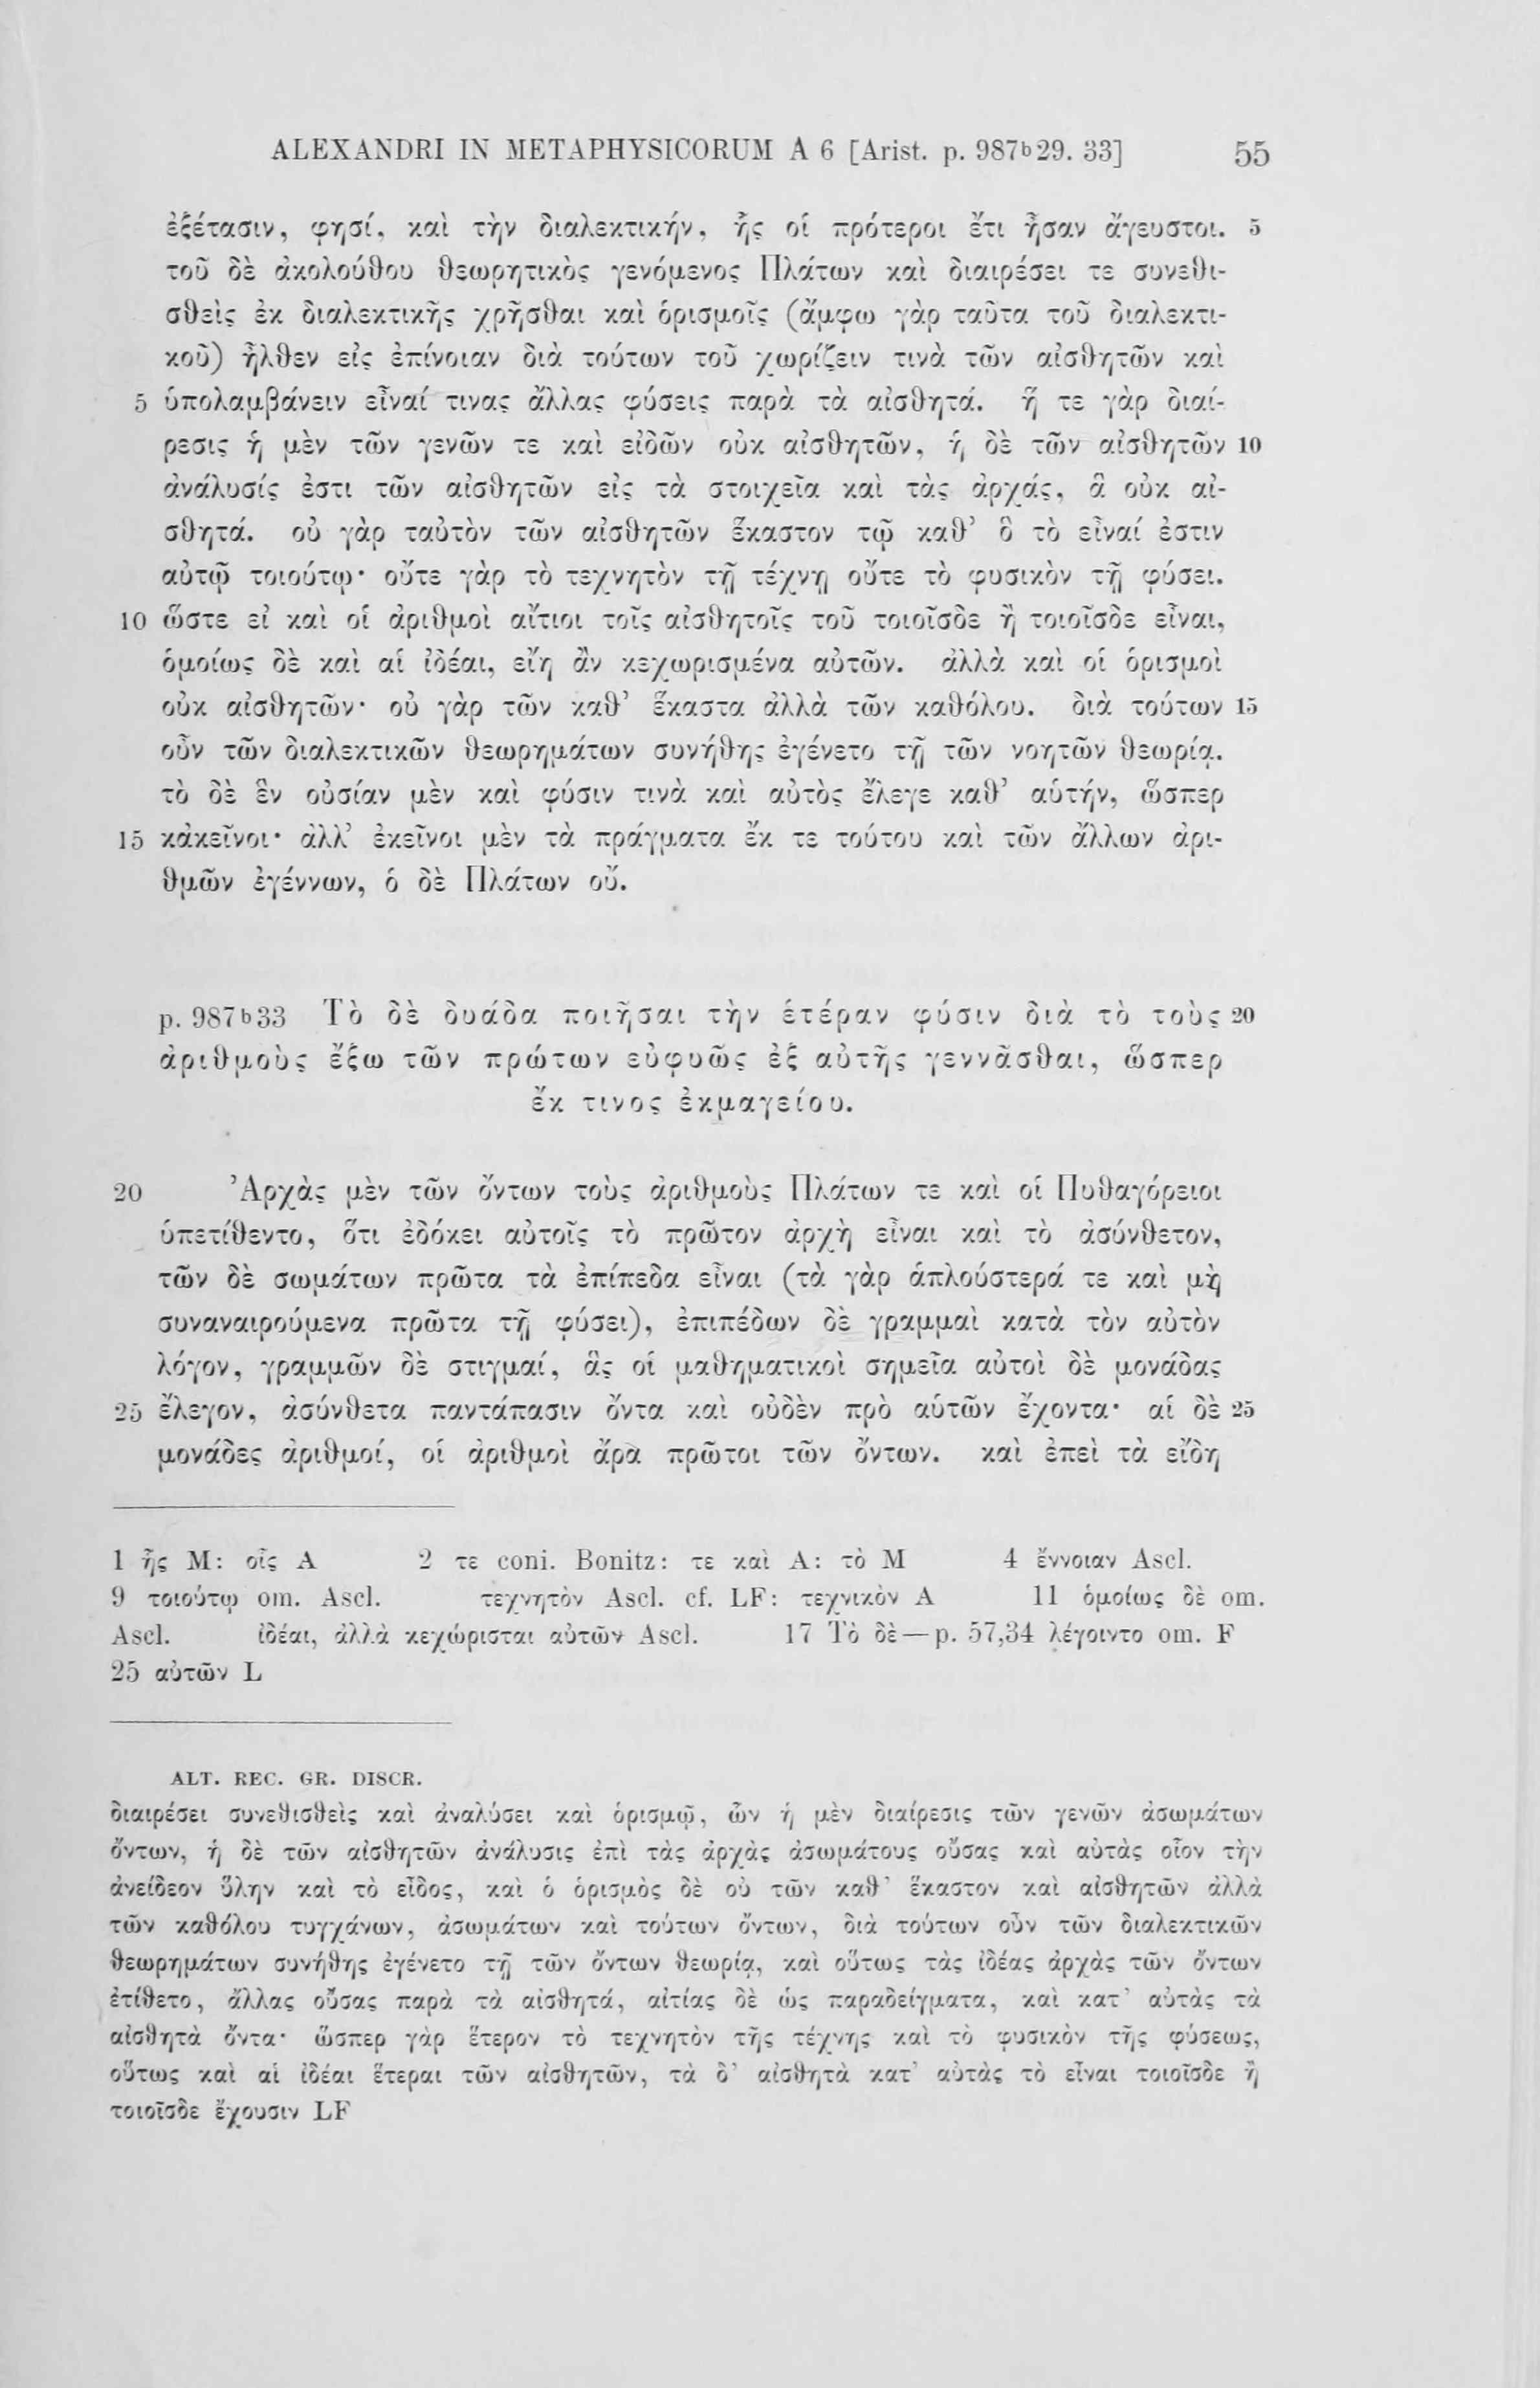 ALEXANDRI IN METAPHYSICORUM A 6 [Arist. p. 987b29. 33] 55
ἐξέτασιν, φησί, καὶ τὴν διαλεκτικήν, ἧς οἱ πρότεροι ἔτι ἦσαν ἄγευστοι. 5
τοῦ δὲ ἀκολούθου θεωρητικὸς γενόμενος Πλάτων καὶ διαιρέσει τε συνεθι-
σθεὶς ἐκ διαλεκτικῆς χρῆσθαι καὶ ὁρισμοῖς (ἄμφω γὰρ ταῦτα τοῦ διαλεκτι-
κοῦ) ἦλθεν εἰς ἐπίνοιαν διὰ τούτων τοῦ χωρίζειν τινὰ τῶν αἰσθητῶν καὶ
5 ὑπολαμβάνειν εἶναί τινας ἄλλας φύσεις παρὰ τὰ αἰσθητά. ἥ τε γὰρ διαί-
ρεσις ἡ μὲν τῶν γενῶν τε καὶ εἰδῶν οὐκ αἰσθητῶν, ἡ δὲ τῶν αἰσθητῶν 10
ἀνάλυσίς ἐστι τῶν αἰσθητῶν εἰς τὰ στοιχεῖα καὶ τὰς ἀρχάς, ἃ οὐκ αἰ-
σθητά. οὐ γὰρ ταὐτὸν τῶν αἰσθητῶν ἕκαστον τῷ καθ’ ὃ τὸ εἶναί ἐστιν
αὐτῷ τοιούτῳ· οὔτε γὰρ τὸ τεχνητὸν τῇ τέχνῃ οὔτε τὸ φυσικὸν τῇ φύσει.
10 ὥστε εἰ καὶ οἱ ἀριθμοὶ αἴτιοι τοῖς αἰσθητοῖς τοῦ τοιοῖσδε ἢ τοιοῖσδε εἶναι,
ὁμοίως δὲ καὶ αἱ ἰδέαι, εἴη ἂν κεχωρισμένα αὐτῶν. ἀλλὰ καὶ οἱ ὁρισμοὶ
οὐκ αἰσθητῶν· οὐ γὰρ τῶν καθ’ ἕκαστα ἀλλὰ τῶν καθόλου. διὰ τούτων 15
οὖν τῶν διαλεκτικῶν θεωρημάτων συνήθης ἐγένετο τῇ τῶν νοητῶν θεωρίᾳ.
τὸ δὲ ἓν οὐσίαν μὲν καὶ φύσιν τινὰ καὶ αὐτὸς ἔλεγε καθ’ αὑτήν, ὥσπερ
15 κἀκεῖνοι· ἀλλ’ ἐκεῖνοι μὲν τὰ πράγματα ἔκ τε τούτου καὶ τῶν ἄλλων ἀρι-
θμῶν ἐγέννων, ὁ δὲ Πλάτων οὔ.
p. 987b33 Τὸ δὲ δυάδα ποιῆσαι τὴν ἑτέραν φύσιν διὰ τὸ τοὺς 20
ἀριθμοὺς ἔξω τῶν πρώτων εὐφυῶς ἐξ αὐτῆς γεννᾶσθαι, ὥσπερ
ἔκ τινος ἐκμαγείου.
20 Ἀρχὰς μὲν τῶν ὄντων τοὺς ἀριθμοὺς Πλάτων τε καὶ οἱ Πυθαγόρειοι
ὑπετίθεντο, ὅτι ἐδόκει αὐτοῖς τὸ πρῶτον ἀρχὴ εἶναι καὶ τὸ ἀσύνθετον,
τῶν δὲ σωμάτων πρῶτα τὰ ἐπίπεδα εἶναι (τὰ γὰρ ἁπλούστερά τε καὶ μὴ
συναναιρούμενα πρῶτα τῇ φύσει), ἐπιπέδων δὲ γραμμαὶ κατὰ τὸν αὐτὸν
λόγον, γραμμῶν δὲ στιγμαί, ἃς οἱ μαθηματικοὶ σημεῖα αὐτοὶ δὲ μονάδας
25 ἔλεγον, ἀσύνθετα παντάπασιν ὄντα καὶ οὐδὲν πρὸ αὑτῶν ἔχοντα· αἱ δὲ 25
μονάδες ἀριθμοί, οἱ ἀριθμοὶ ἄρα πρῶτοι τῶν ὄντων. καὶ ἐπεὶ τὰ εἴδη
1 ἧς M: οἷς A 2 τε coni. Bonitz: τε καὶ A: τὸ M 4 ἔννοιαν Ascl.
9 τοιούτῳ om. Ascl. τεχνητὸν Ascl. cf. LF: τεχνικὸν A 11 ὁμοίως δὲ om.
Ascl. ἰδέαι, ἀλλὰ κεχώρισται αὐτῶν Ascl. 17 Τὸ δὲ — p. 57,34 λέγοιντο om. F
25 αὐτῶν L
ALT. REC. GR. DISCR.
διαιρέσει συνεθισθεὶς καὶ ἀναλύσει καὶ ὁρισμῷ, ὧν ἡ μὲν διαίρεσις τῶν γενῶν ἀσωμάτων
ὄντων, ἡ δὲ τῶν αἰσθητῶν ἀνάλυσις ἐπὶ τὰς ἀρχὰς ἀσωμάτους οὔσας καὶ αὐτὰς οἷον τὴν
ἀνείδεον ὕλην καὶ τὸ εἶδος, καὶ ὁ ὁρισμὸς δὲ οὐ τῶν καθ’ ἕκαστον καὶ αἰσθητῶν ἀλλὰ
τῶν καθόλου τυγχάνων, ἀσωμάτων καὶ τούτων ὄντων, διὰ τούτων οὖν τῶν διαλεκτικῶν
θεωρημάτων συνήθης ἐγένετο τῇ τῶν ὄντων θεωρίᾳ, καὶ οὕτως τὰς ἰδέας ἀρχὰς τῶν ὄντων
ἐτίθετο, ἄλλας οὔσας παρὰ τὰ αἰσθητά, αἰτίας δὲ ὡς παραδείγματα, καὶ κατ’ αὐτὰς τὰ
αἰσθητὰ ὄντα· ὥσπερ γὰρ ἕτερον τὸ τεχνητὸν τῆς τέχνης καὶ τὸ φυσικὸν τῆς φύσεως,
οὕτως καὶ αἱ ἰδέαι ἕτεραι τῶν αἰσθητῶν, τὰ δ’ αἰσθητὰ κατ’ αὐτὰς τὸ εἶναι τοιοῖσδε ἢ
τοιοῖσδε ἔχουσιν LF